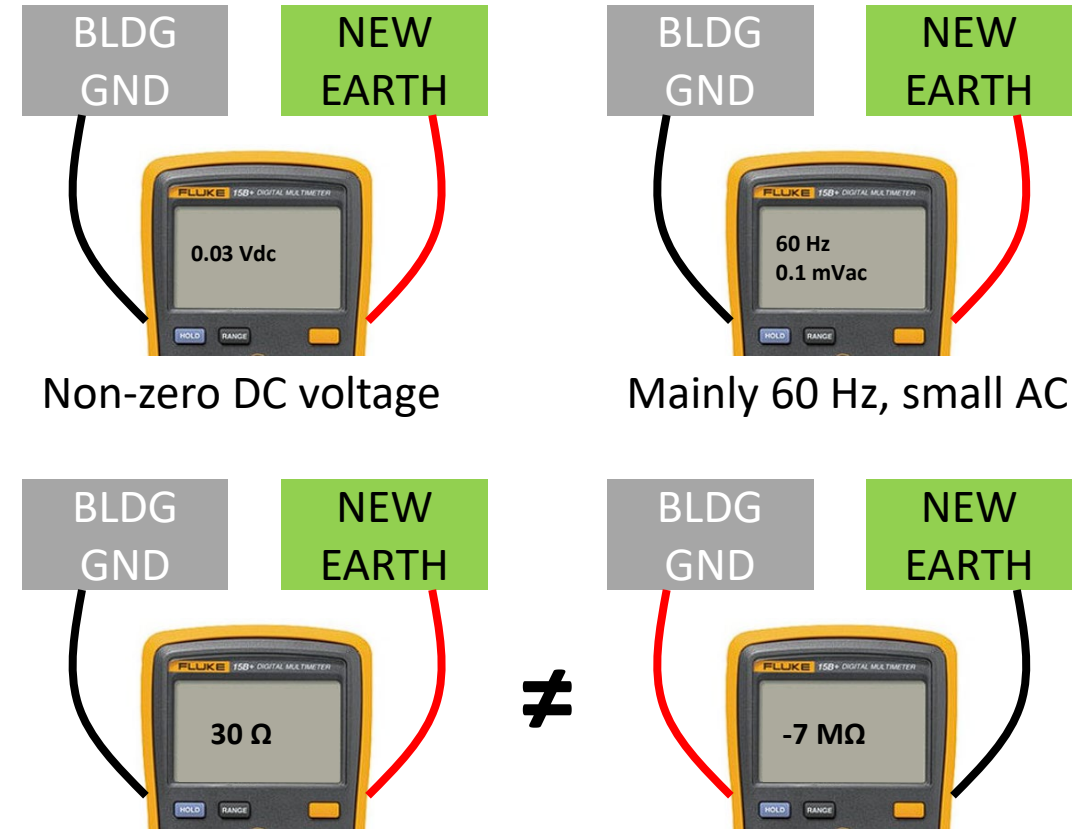 BLDG
GND
NEW
EARTH
BLDG
GND
NEW
EARTH
FLUKE 15B+ DIGITAL MULTIMETER
0.03 Vdc
HOLD RANGE
FLUKE 15B+ DIGITAL MULTIMETER
60 Hz
0.1 mVac
HOLD RANGE
Non-zero DC voltage
Mainly 60 Hz, small AC
BLDG
GND
NEW
EARTH
BLDG
GND
NEW
EARTH
FLUKE 15B+ DIGITAL MULTIMETER
30 Ω
HOLD RANGE
≠
FLUKE 15B+ DIGITAL MULTIMETER
-7 MΩ
HOLD RANGE